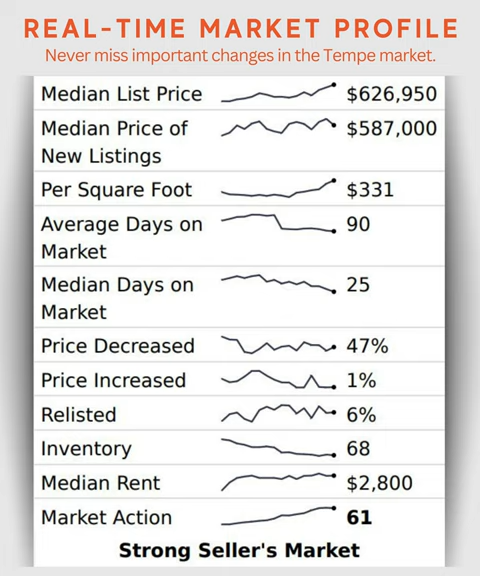 REAL-TIME MARKET PROFILE
Never miss important changes in the Tempe market.
Median List Price $626,950
Median Price of $587,000
New Listings
Per Square Foot $331
Average Days on 90
Market
Median Days on 25
Market
Price Decreased 47%
Price Increased 1%
Relisted 6%
Inventory 68
Median Rent $2,800
Market Action 61
Strong Seller's Market